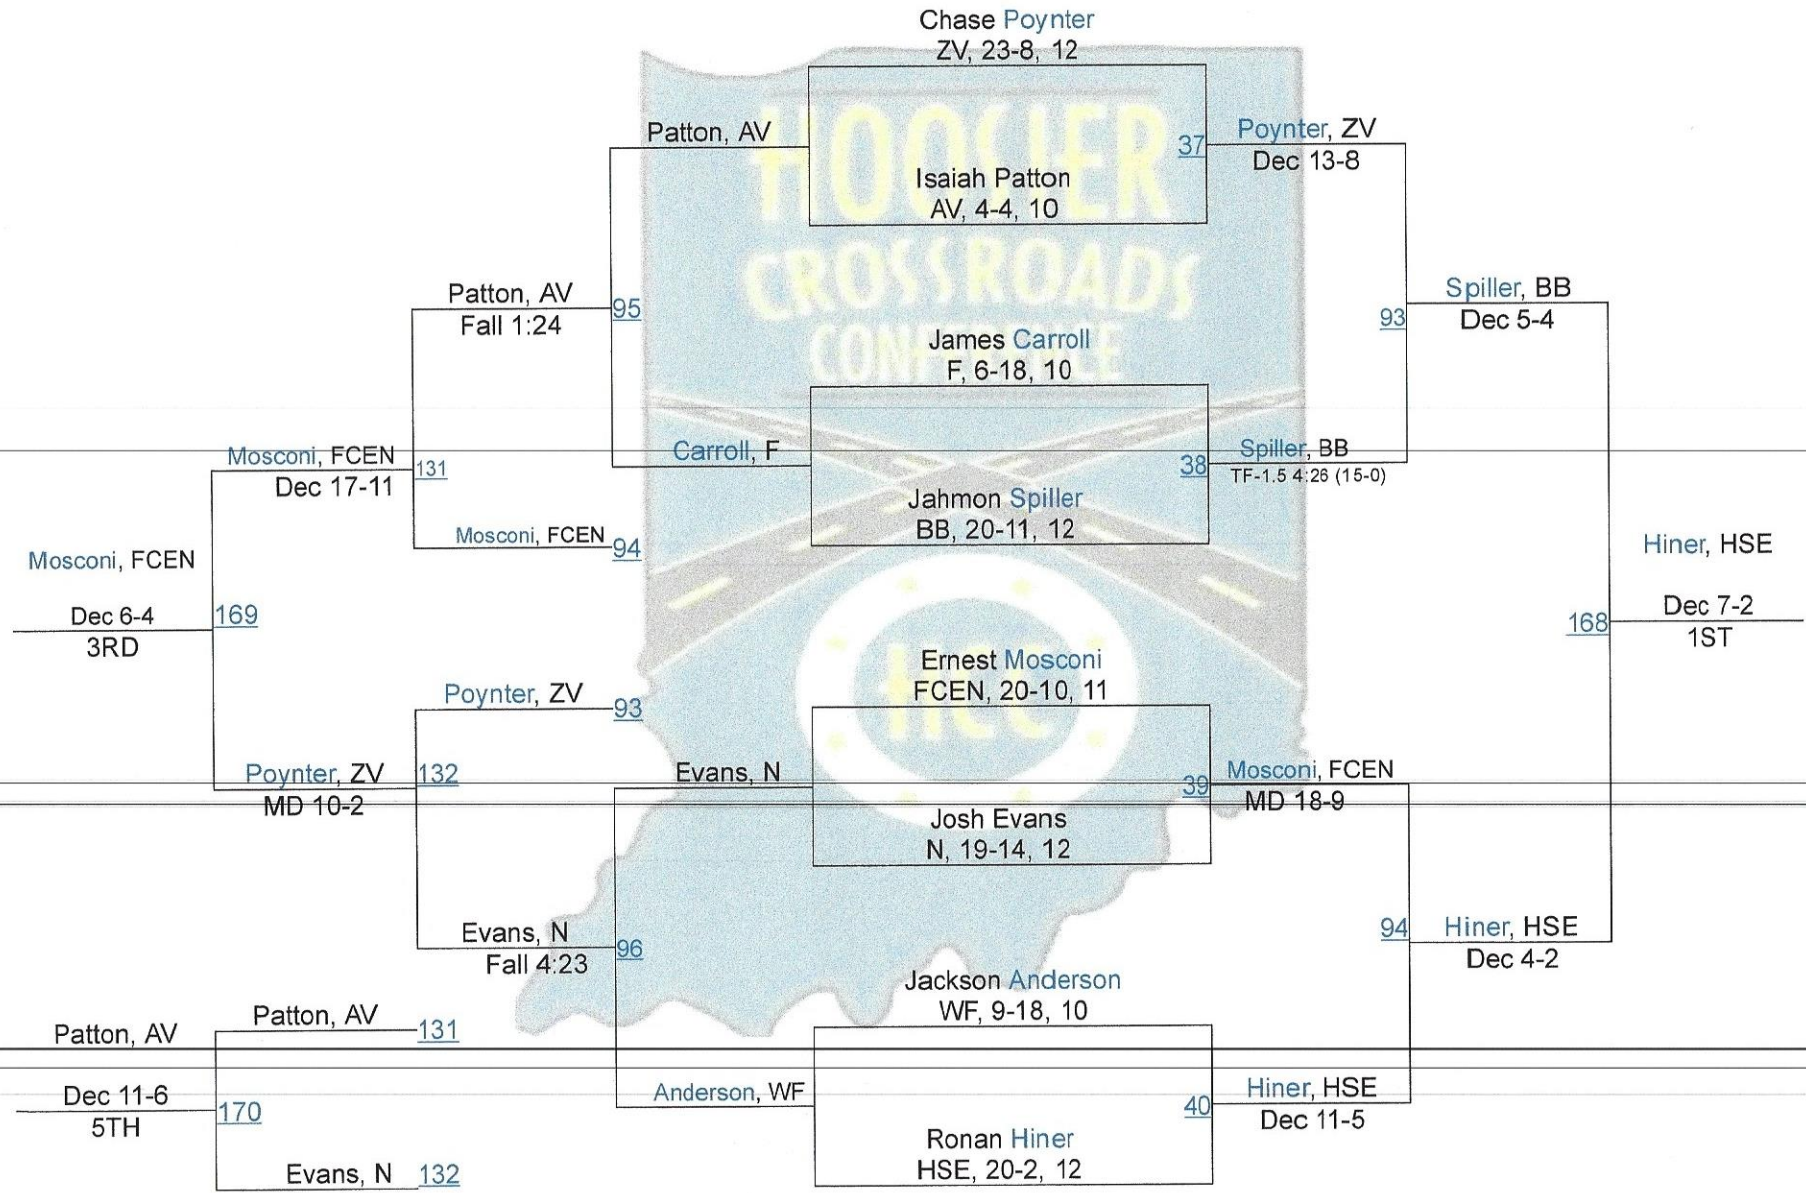 Chase Poynter
ZV, 23-8, 12
Patton, AV
37
Poynter, ZV
Dec 13-8
Isaiah Patton
AV, 4-4, 10
HOOSIER
CROSSROADS
CONFERENCE
Patton, AV
Fall 1:24
95
James Carroll
F, 6-18, 10
93
Spiller, BB
Dec 5-4
Carroll, F
38
Spiller, BB
TF-1.5 4:26 (15-0)
Jahmon Spiller
BB, 20-11, 12
Mosconi, FCEN
Dec 17-11
131
Mosconi, FCEN
94
Mosconi, FCEN
Dec 6-4
3RD
169
Hiner, HSE
Dec 7-2
1ST
168
Ernest Mosconi
FCEN, 20-10, 11
HCC
Poynter, ZV
93
Poynter, ZV
MD 10-2
132
Evans, N
39
Mosconi, FCEN
MD 18-9
Josh Evans
N, 19-14, 12
Evans, N
Fall 4:23
96
94
Hiner, HSE
Dec 4-2
Jackson Anderson
WF, 9-18, 10
Patton, AV
131
Patton, AV
Dec 11-6
5TH
170
Anderson, WF
40
Hiner, HSE
Dec 11-5
Ronan Hiner
HSE, 20-2, 12
Evans, N
132